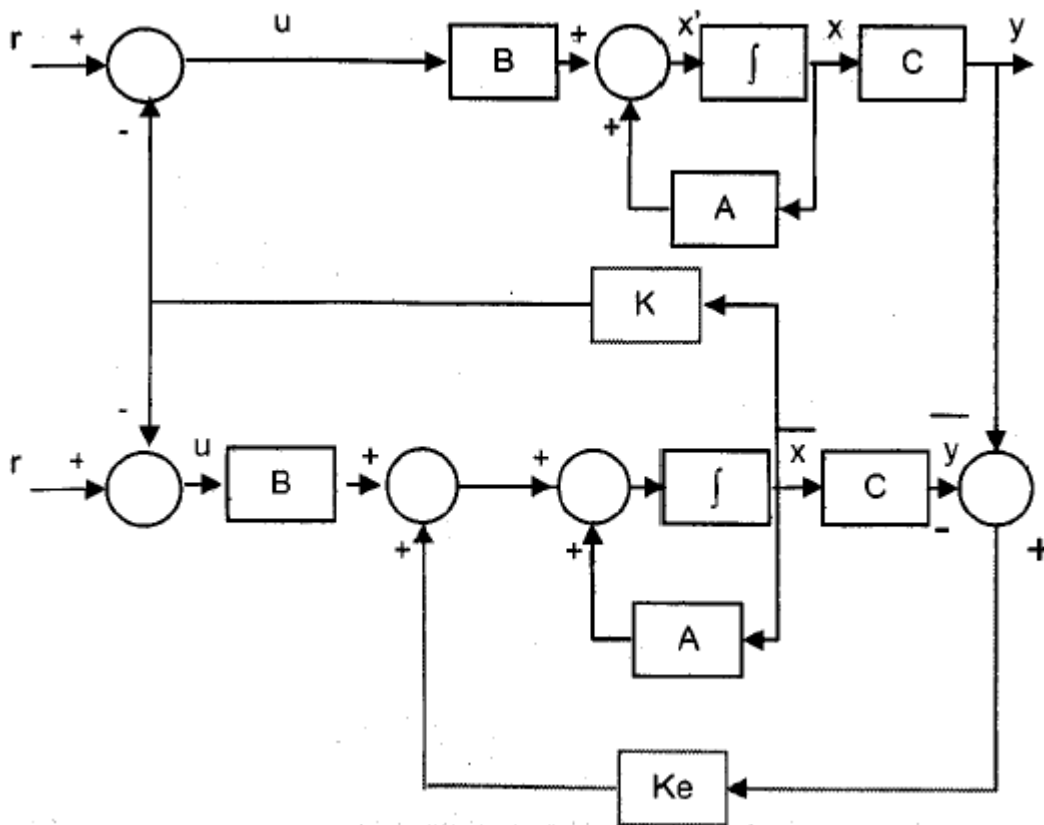 r + u B + x' ∫ x C y
- + A
K
-
r + u B + + ∫ x C y -
+ + A +
Ke